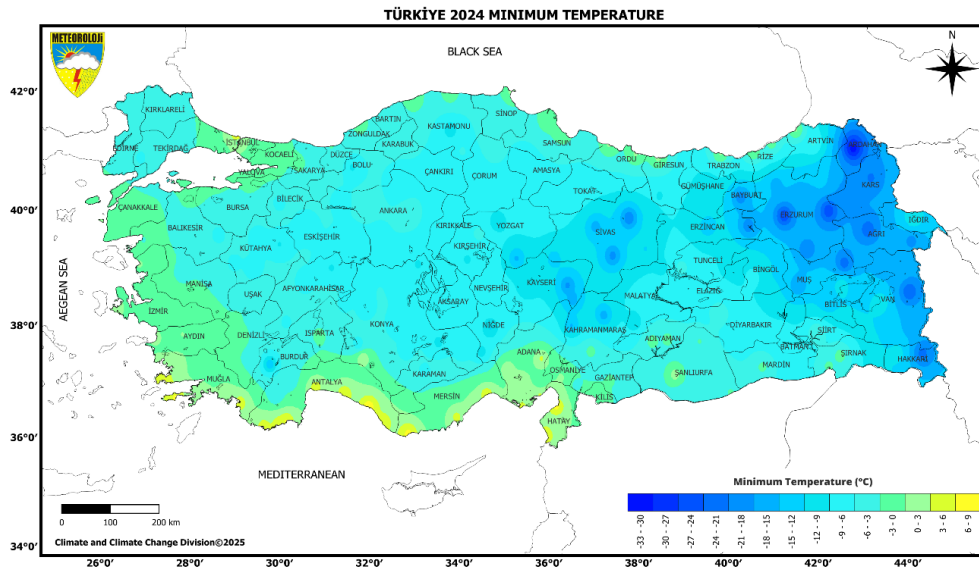 TÜRKİYE 2024 MINIMUM TEMPERATURE
METEOROLOJİ
BLACK SEA
N
42°0'
KIRKLARELİ
SİNOP
BARTIN
ZONGULDAK
KASTAMONU
EDİRNE
TEKİRDAĞ
İSTANBUL
KOCAELİ
DÜZCE
KARABUK
SAMSUN
ARTVİN
ARDAHAN
YALOVA
SAKARYA
BOLU
ÇANKIRI
ÇORUM
AMASYA
ORDU
GİRESUN
TRABZON
RİZE
KARS
ÇANAKKALE
BURSA
BİLECİK
TOKAT
GÜMÜŞHANE
BAYBURT
40°0'
BALIKESİR
ESKİŞEHİR
ANKARA
KIRIKKALE
YOZGAT
SİVAS
ERZİNCAN
ERZURUM
IĞDIR
AĞRI
KÜTAHYA
KIRŞEHİR
TUNCELİ
BİNGÖL
AEGEAN SEA
MANİSA
UŞAK
AFYONKARAHİSAR
NEVŞEHİR
KAYSERİ
MALATYA
ELAZIĞ
MUŞ
BİTLİS
VAN
İZMİR
AKSARAY
38°0'
AYDIN
DENİZLİ
ISPARTA
KONYA
NİĞDE
KAHRAMANMARAŞ
DİYARBAKIR
SİİRT
ADIYAMAN
BATMAN
BURDUR
ADANA
ŞIRNAK
HAKKARİ
MUĞLA
ANTALYA
KARAMAN
OSMANİYE
GAZİANTEP
ŞANLIURFA
MARDİN
MERSİN
KİLİS
HATAY
36°0'
MEDITERRANEAN
Minimum Temperature (°C)
-33 - -30
-30 - -27
-27 - -24
-24 - -21
-21 - -18
-18 - -15
-15 - -12
-12 - -9
-9 - -6
-6 - -3
-3 - 0
0 - 3
3 - 6
6 - 9
0 100 200 km
Climate and Climate Change Division©2025
34°0'
26°0' 28°0' 30°0' 32°0' 34°0' 36°0' 38°0' 40°0' 42°0' 44°0'